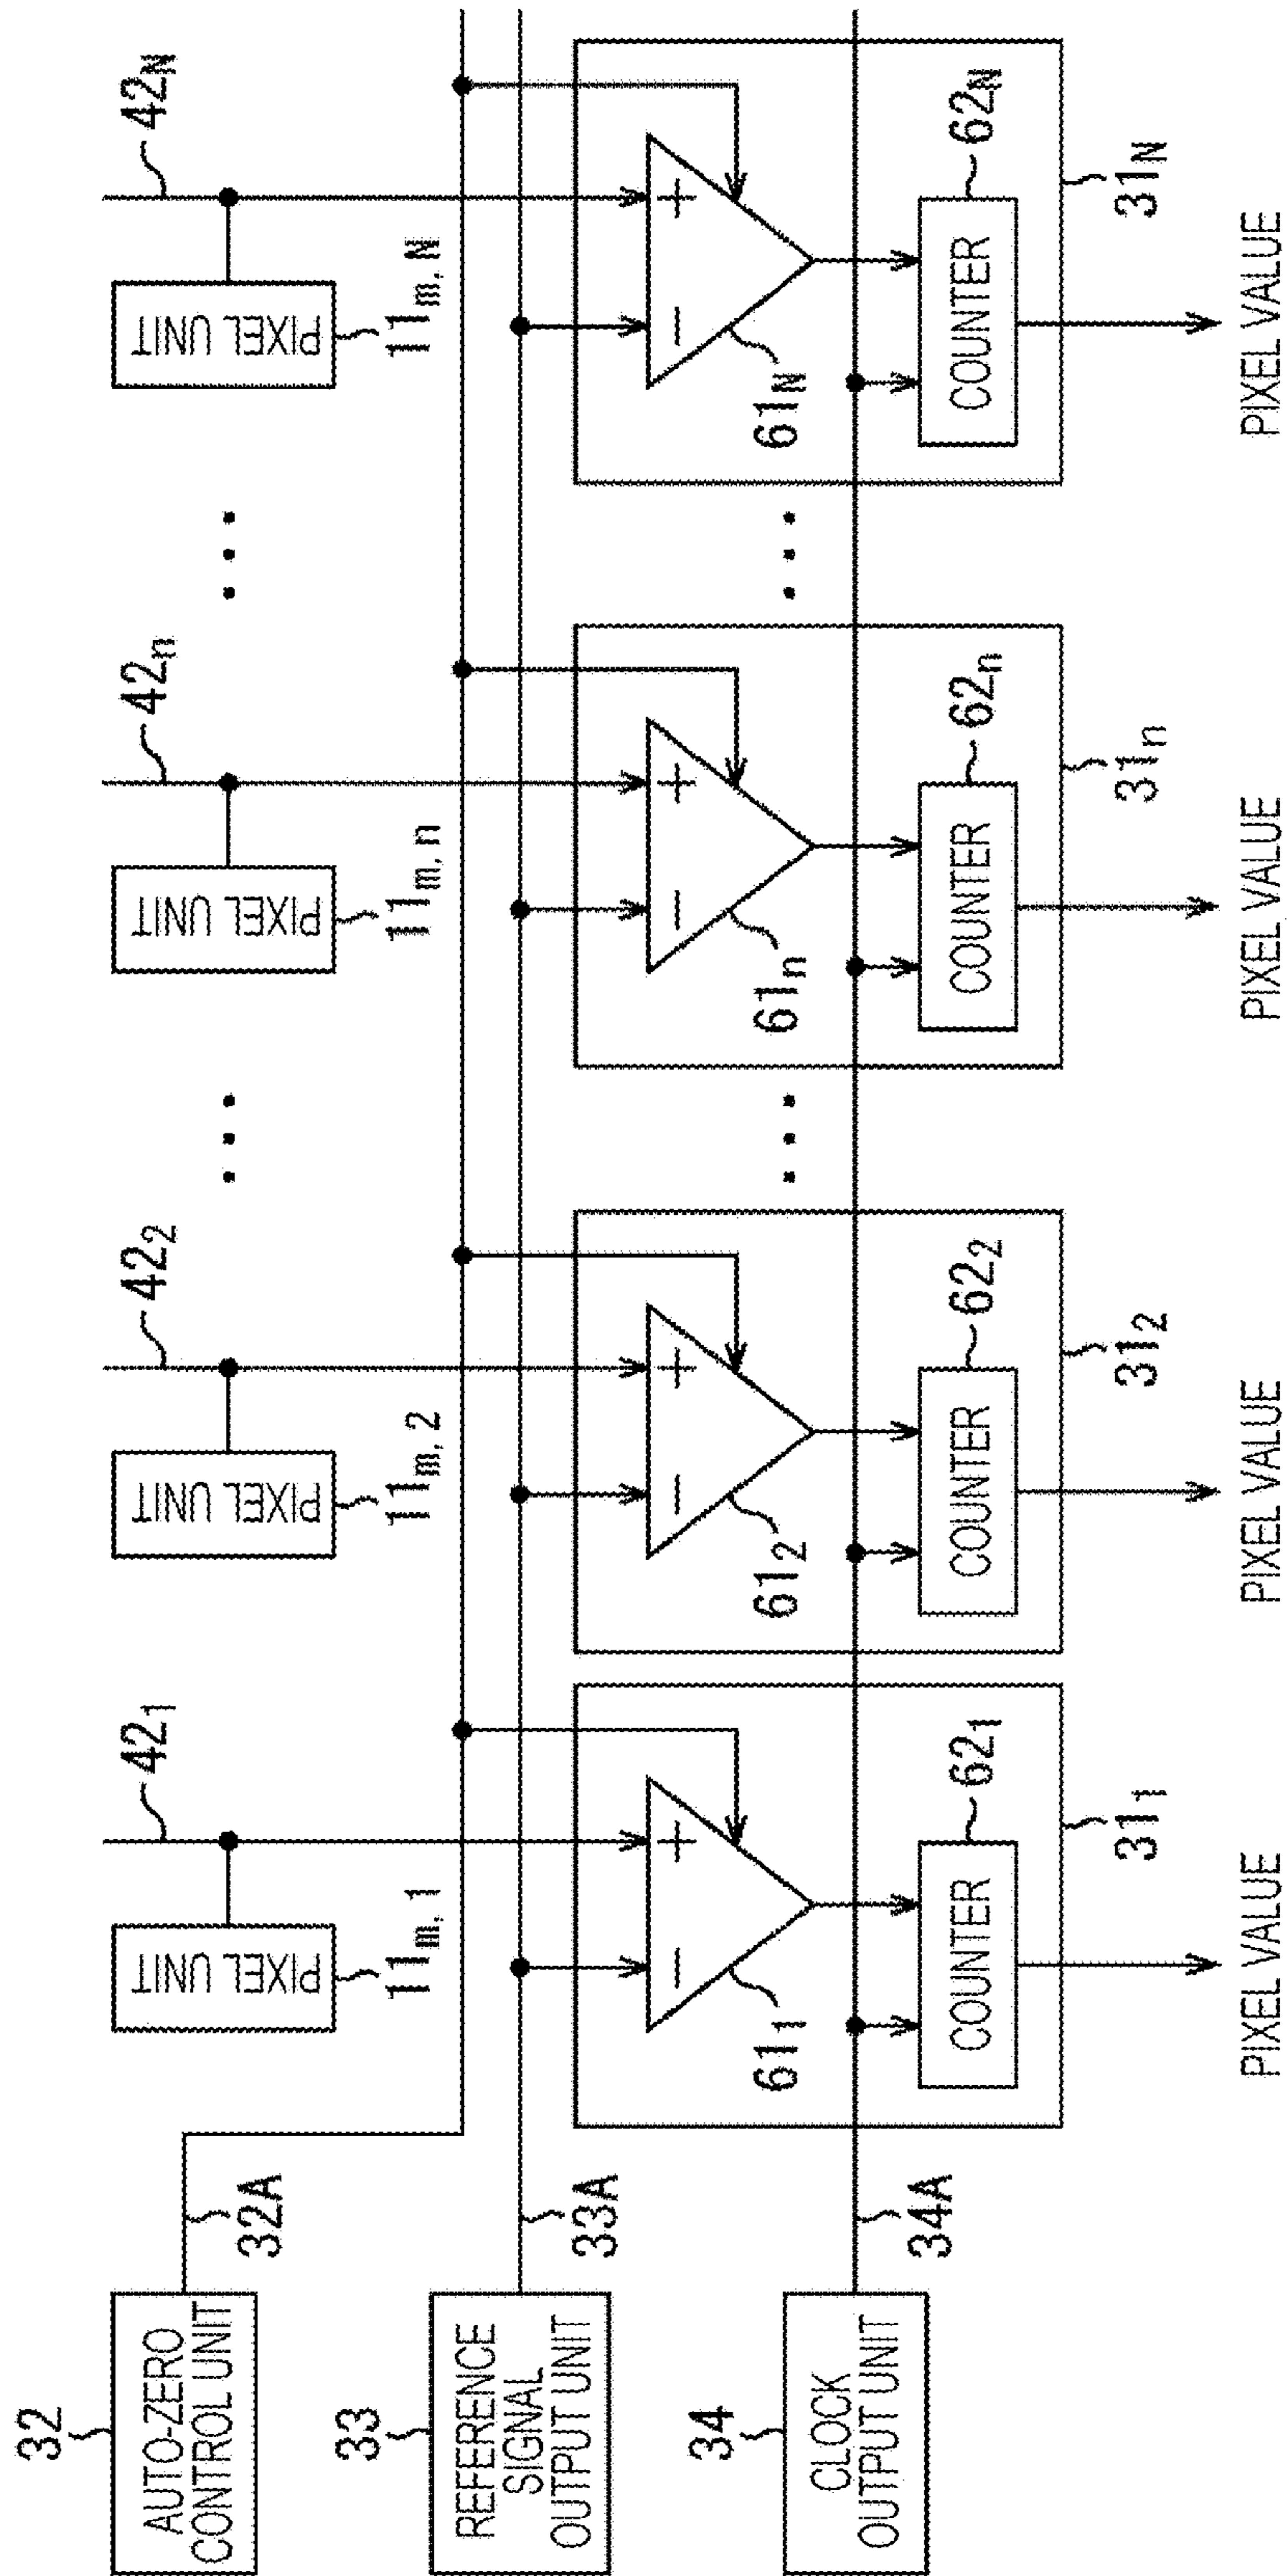 32
AUTO-ZERO
CONTROL UNIT
32A
33
REFERENCE
SIGNAL
OUTPUT UNIT
33A
34
CLOCK
OUTPUT UNIT
34A
42₁
PIXEL UNIT
11m, 1
61₁
COUNTER
62₁
31₁
PIXEL VALUE
42₂
PIXEL UNIT
11m, 2
61₂
COUNTER
62₂
31₂
PIXEL VALUE
42n
PIXEL UNIT
11m, n
61n
COUNTER
62n
31n
PIXEL VALUE
42N
PIXEL UNIT
11m, N
61N
COUNTER
62N
31N
PIXEL VALUE